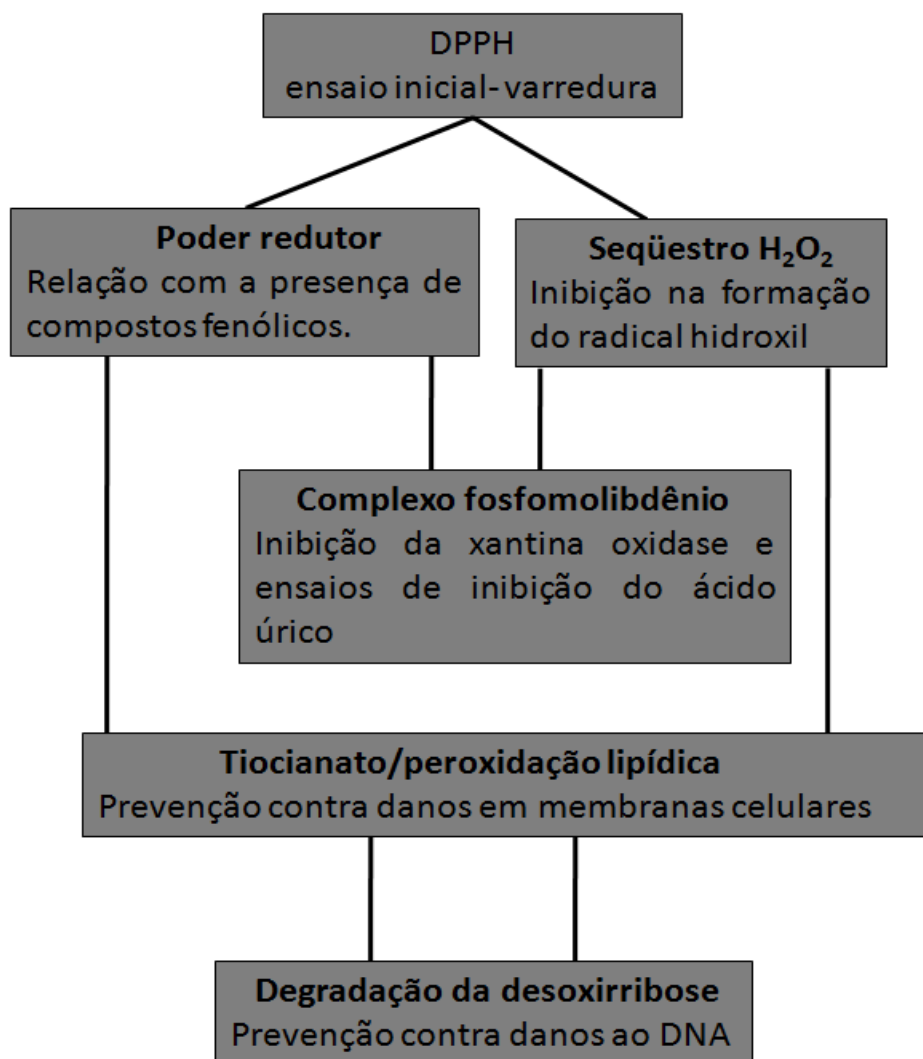 DPPH
ensaio inicial- varredura
Poder redutor
Relação com a presença de
compostos fenólicos.
Seqüestro H₂O₂
Inibição na formação
do radical hidroxil
Complexo fosfomolibdênio
Inibição da xantina oxidase e
ensaios de inibição do ácido
úrico
Tiocianato/peroxidação lipídica
Prevenção contra danos em membranas celulares
Degradação da desoxirribose
Prevenção contra danos ao DNA